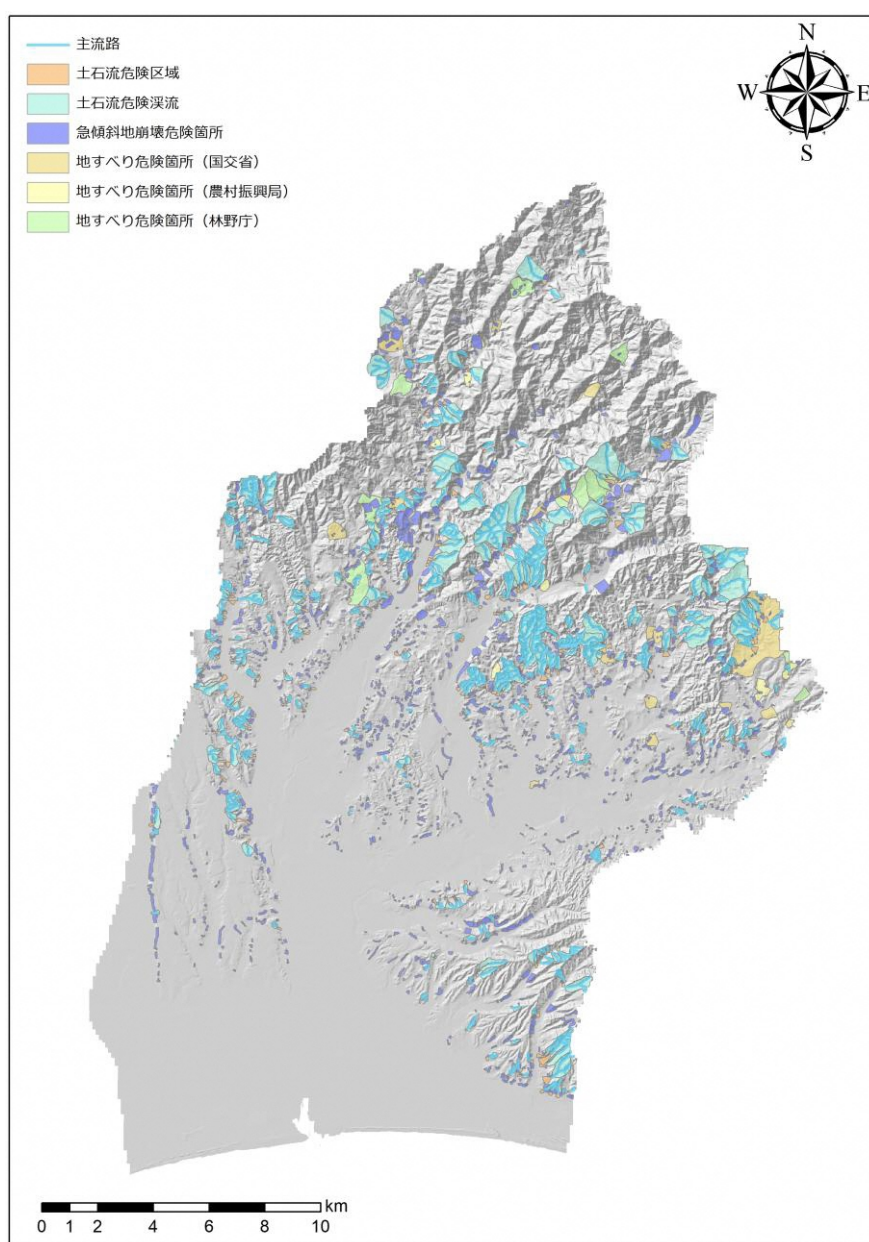 主流路
土石流危険区域
土石流危険渓流
急傾斜地崩壊危険箇所
地すべり危険箇所（国交省）
地すべり危険箇所（農村振興局）
地すべり危険箇所（林野庁）
N
W E
S
km
0 1 2 4 6 8 10